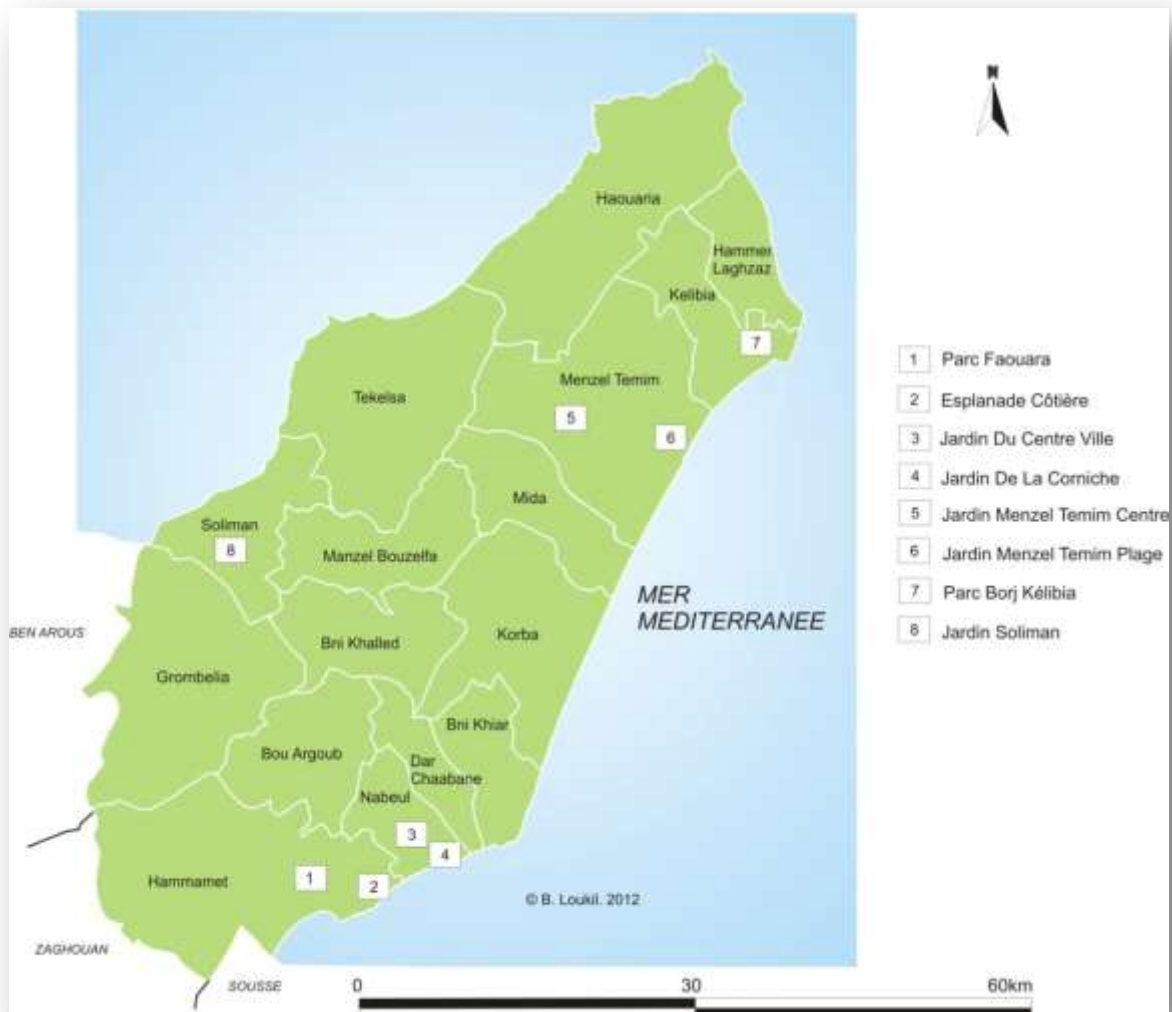 N
Haouaria
Hammer
Laghzaz
Kelibia
7
Menzel Temim
5
6
Tekelsa
Mida
Soliman
8
Manzel Bouzelfa
MER
MEDITERRANEE
BEN AROUS
Bni Khalled
Korba
Grombelia
Bni Khiar
Bou Argoub
Dar
Chaabane
Nabeul
3
4
Hammamet
1
2
© B. Loukil. 2012
ZAGHOUAN
SOUSSE
0 30 60km
1 Parc Faouara
2 Esplanade Côtière
3 Jardin Du Centre Ville
4 Jardin De La Corniche
5 Jardin Menzel Temim Centre
6 Jardin Menzel Temim Plage
7 Parc Borj Kélibia
8 Jardin Soliman